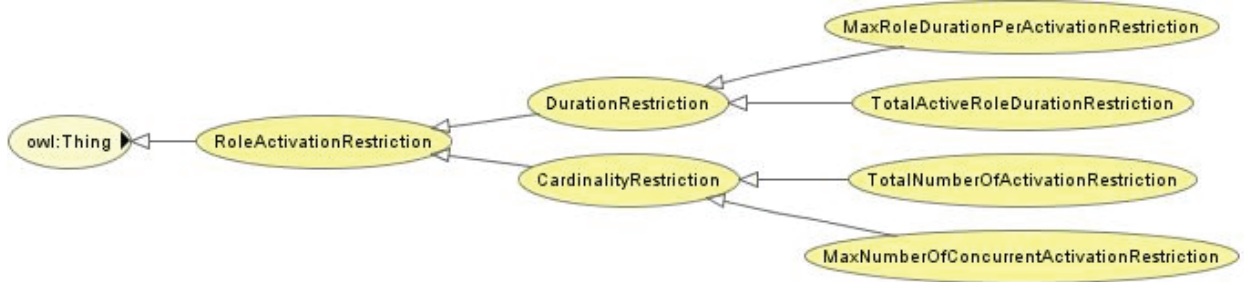 MaxRoleDurationPerActivationRestriction
DurationRestriction
TotalActiveRoleDurationRestriction
owl:Thing
RoleActivationRestriction
CardinalityRestriction
TotalNumberOfActivationRestriction
MaxNumberOfConcurrentActivationRestriction